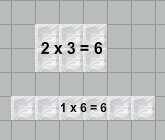 2 x 3 = 6
1 x 6 = 6